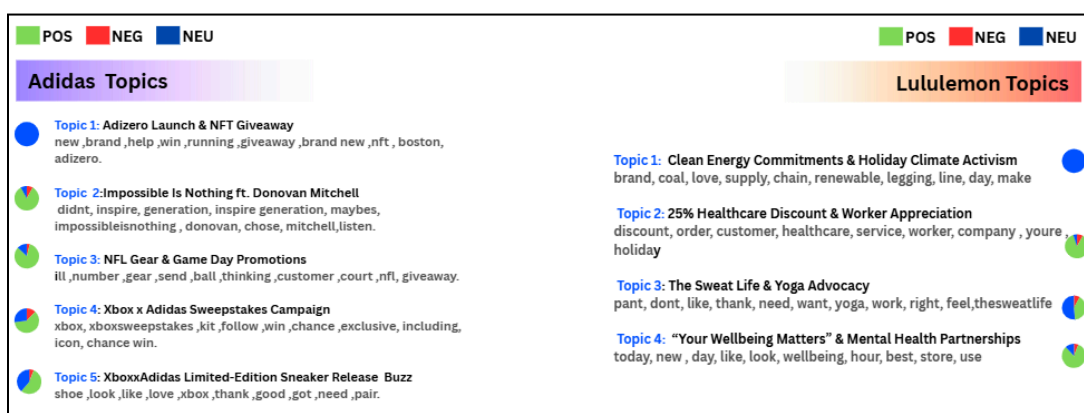 POS NEG NEU
Adidas Topics
Topic 1: Adizero Launch & NFT Giveaway
new ,brand ,help ,win ,running ,giveaway ,brand new ,nft , boston,
adizero.
Topic 2:Impossible Is Nothing ft. Donovan Mitchell
didnt, inspire, generation, inspire generation, maybes,
impossibleisnothing , donovan, chose, mitchell,listen.
Topic 3: NFL Gear & Game Day Promotions
ill ,number ,gear ,send ,ball ,thinking ,customer ,court ,nfl, giveaway.
Topic 4: Xbox x Adidas Sweepstakes Campaign
xbox, xboxsweepstakes ,kit ,follow ,win ,chance ,exclusive, including,
icon, chance win.
Topic 5: XboxxAdidas Limited-Edition Sneaker Release Buzz
shoe ,look ,like ,love ,xbox ,thank ,good ,got ,need ,pair.
POS NEG NEU
Lululemon Topics
Topic 1: Clean Energy Commitments & Holiday Climate Activism
brand, coal, love, supply, chain, renewable, legging, line, day, make
Topic 2: 25% Healthcare Discount & Worker Appreciation
discount, order, customer, healthcare, service, worker, company , youre ,
holiday
Topic 3: The Sweat Life & Yoga Advocacy
pant, dont, like, thank, need, want, yoga, work, right, feel,thesweatlife
Topic 4: “Your Wellbeing Matters” & Mental Health Partnerships
today, new , day, like, look, wellbeing, hour, best, store, use